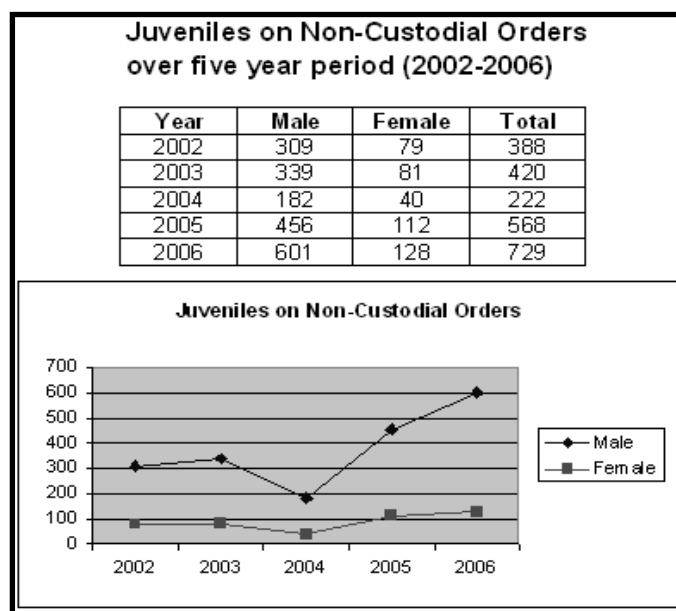 Juveniles on Non-Custodial Orders
over five year period (2002-2006)
Year Male Female Total
2002 309 79 388
2003 339 81 420
2004 182 40 222
2005 456 112 568
2006 601 128 729
Juveniles on Non-Custodial Orders
700
600
500
400
300
200
100
0
2002 2003 2004 2005 2006
Male
Female